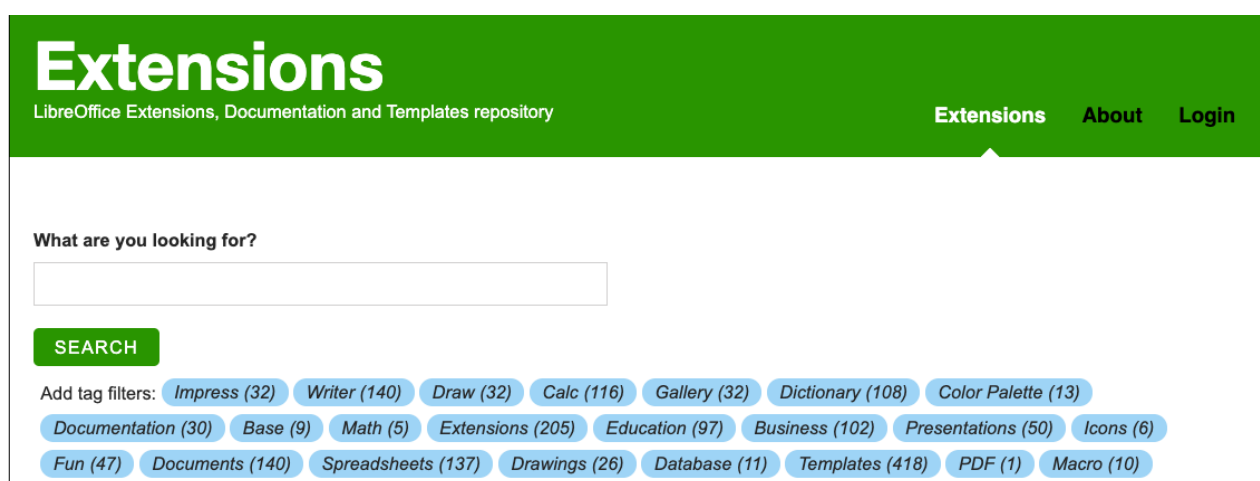 Extensions
LibreOffice Extensions, Documentation and Templates repository
Extensions About Login
What are you looking for?
SEARCH
Add tag filters: Impress (32) Writer (140) Draw (32) Calc (116) Gallery (32) Dictionary (108) Color Palette (13)
Documentation (30) Base (9) Math (5) Extensions (205) Education (97) Business (102) Presentations (50) Icons (6)
Fun (47) Documents (140) Spreadsheets (137) Drawings (26) Database (11) Templates (418) PDF (1) Macro (10)